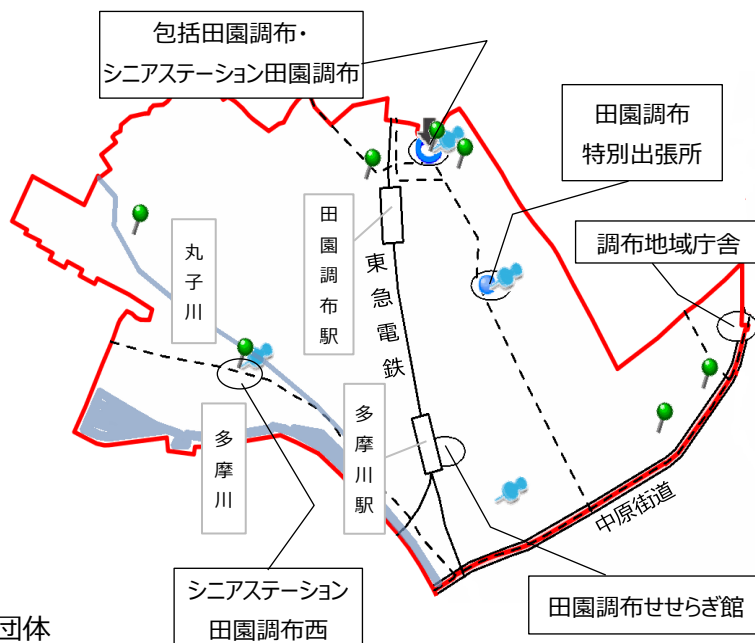 包括田園調布・
シニアステーション田園調布
田園調布
特別出張所
調布地域庁舎
田園調布駅
東急電鉄
丸子川
多摩川
多摩川駅
中原街道
シニアステーション
田園調布西
田園調布せせらぎ館
団体